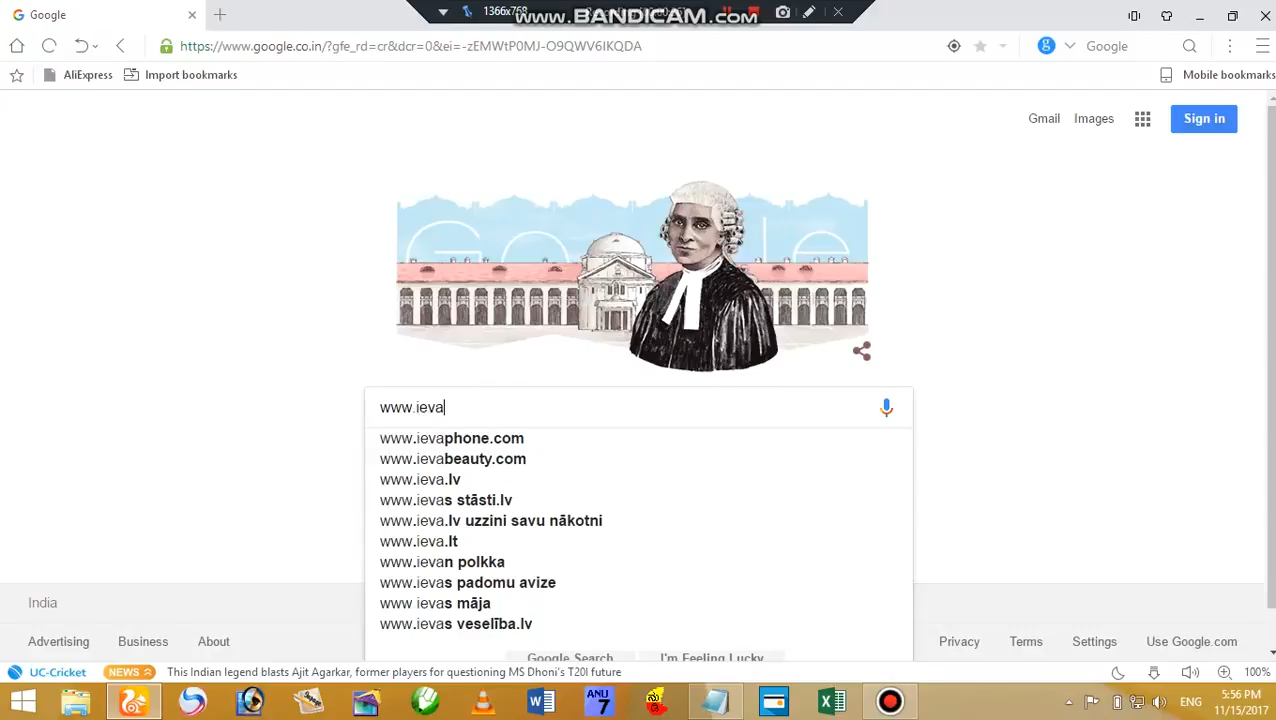 Google
1366x768
www.BANDICAM.com
https://www.google.co.in/?gfe_rd=cr&dcr=0&ei=-zEMWtP0MJ-O9QWV6IKQDA
Google
AliExpress
Import bookmarks
Mobile bookmarks
Gmail
Images
Sign in
www.ieva
www.ievaphone.com
www.ievabeauty.com
www.ieva.lv
www.ievas stāsti.lv
www.ieva.lv uzzini savu nākotni
www.ieva.lt
www.ievan polkka
www.ievas padomu avize
www ievas māja
www.ievas veselība.lv
Google Search
I'm Feeling Lucky
India
Advertising
Business
About
Privacy
Terms
Settings
Use Google.com
UC-Cricket
NEWS
This Indian legend blasts Ajit Agarkar, former players for questioning MS Dhoni's T20I future
100%
ANU
7
ENG
5:56 PM
11/15/2017